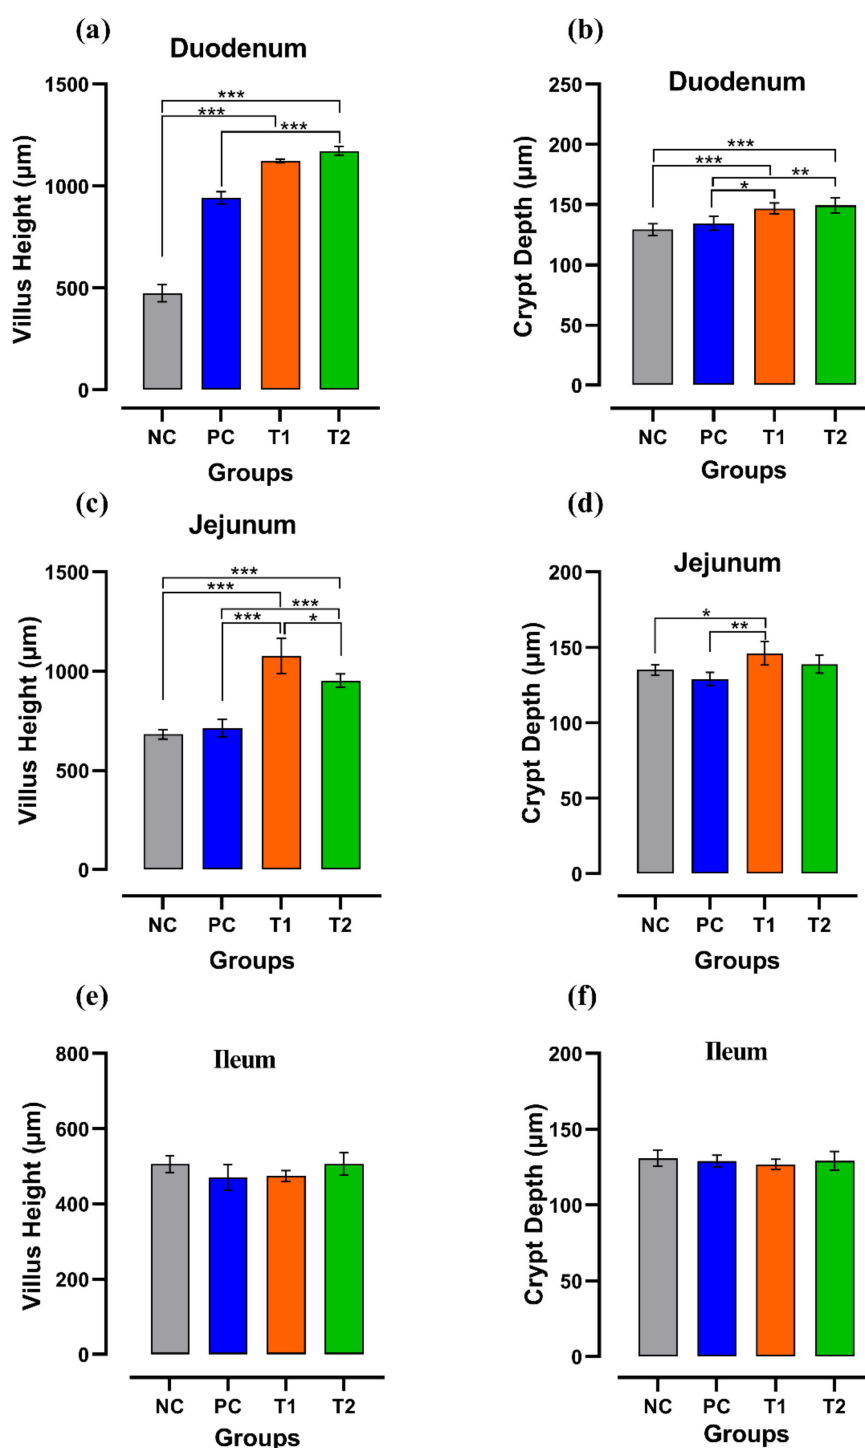 (a)
Duodenum
Villus Height (μm)
1500
1000
500
0
***
***
***
NC PC T1 T2
Groups
(b)
Duodenum
Crypt Depth (μm)
250
200
150
100
50
0
***
***
**
*
NC PC T1 T2
Groups
(c)
Jejunum
Villus Height (μm)
1500
1000
500
0
***
***
***
***
*
NC PC T1 T2
Groups
(d)
Jejunum
Crypt Depth (μm)
200
150
100
50
0
*
**
NC PC T1 T2
Groups
(e)
Ileum
Villus Height (μm)
800
600
400
200
0
NC PC T1 T2
Groups
(f)
Ileum
Crypt Depth (μm)
200
150
100
50
0
NC PC T1 T2
Groups